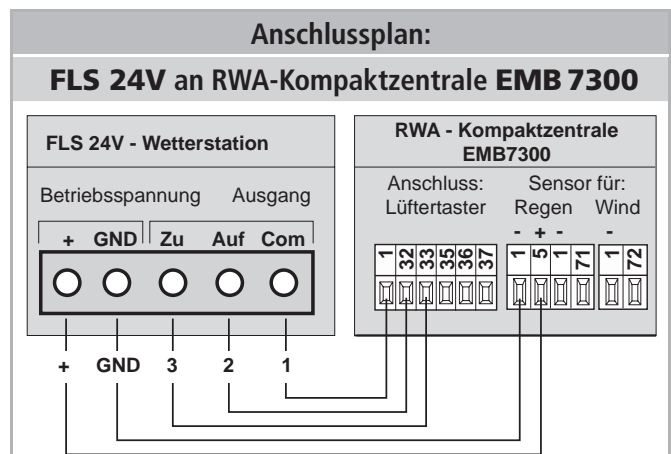 Anschlussplan:
FLS 24V an RWA-Kompaktzentrale EMB 7300
FLS 24V - Wetterstation
Betriebsspannung Ausgang
+ GND Zu Auf Com
+ GND 3 2 1
RWA - Kompaktzentrale
EMB7300
Anschluss: Sensor für:
Lüftertaster Regen Wind
- + - -
1 32 33 35 36 37 1 5 1 71 1 72